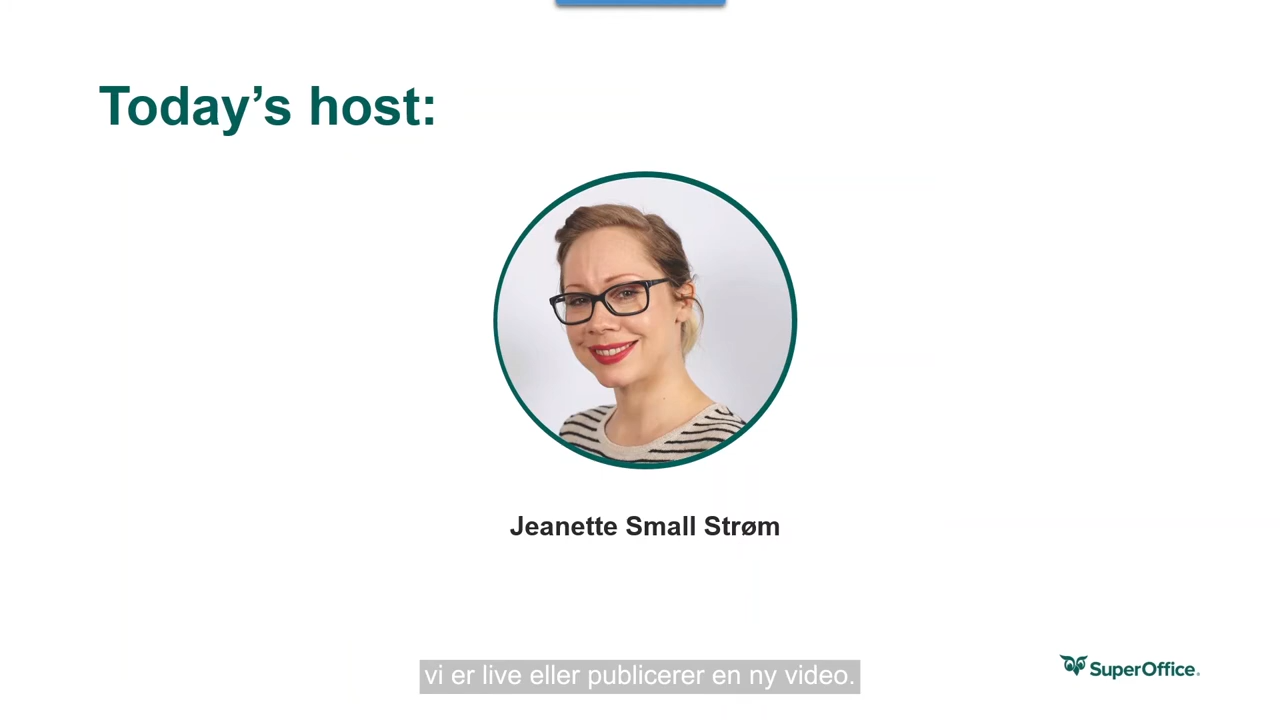 Today’s host:
Jeanette Small Strøm
vi er live eller publicerer en ny video.
SuperOffice.